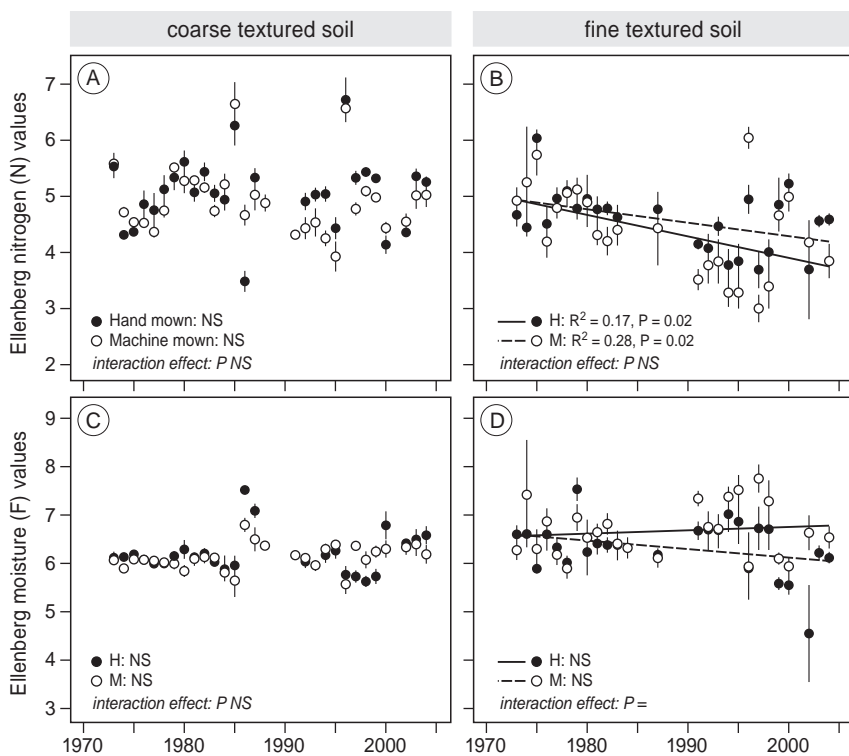 coarse textured soil
fine textured soil
Ellenberg nitrogen (N) values
A
7
6
5
4
3
2
Hand mown: NS
Machine mown: NS
interaction effect: P NS
B
H: R² = 0.17, P = 0.02
M: R² = 0.28, P = 0.02
interaction effect: P NS
Ellenberg moisture (F) values
C
9
8
7
6
5
4
3
H: NS
M: NS
interaction effect: P NS
D
H: NS
M: NS
interaction effect: P =
1970 1980 1990 2000
1970 1980 1990 2000